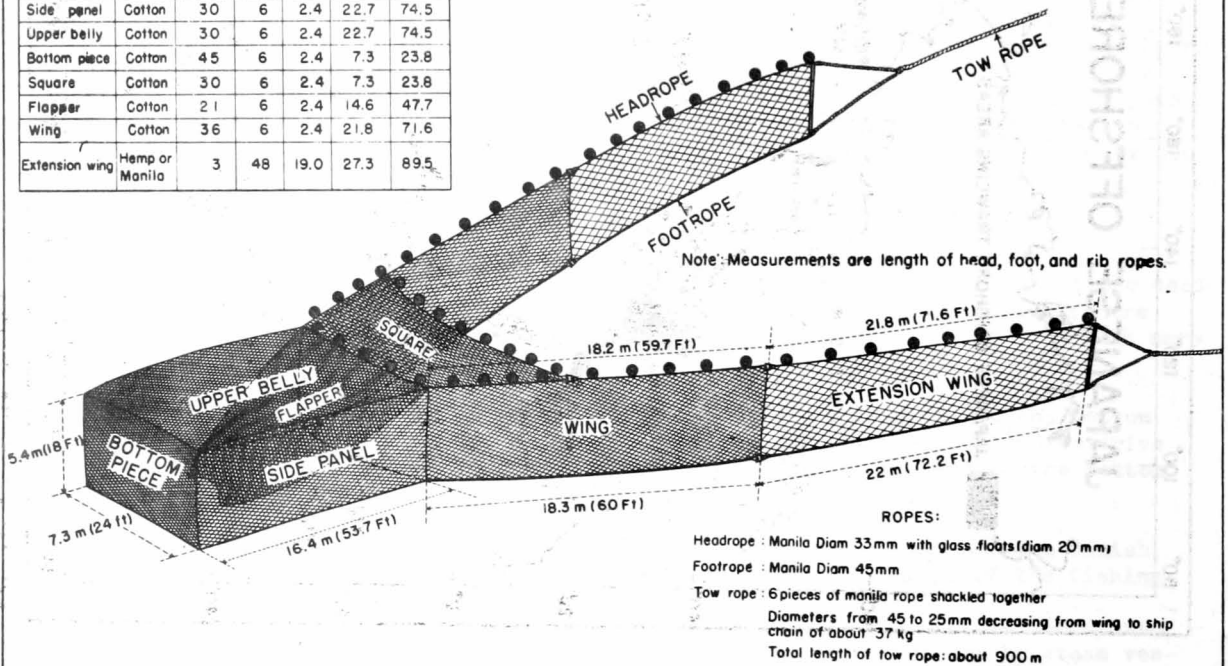 Side panel Cotton 30 6 2.4 22.7 74.5
Upper belly Cotton 30 6 2.4 22.7 74.5
Bottom piece Cotton 45 6 2.4 7.3 23.8
Square Cotton 30 6 2.4 7.3 23.8
Flapper Cotton 21 6 2.4 14.6 47.7
Wing Cotton 36 6 2.4 21.8 71.6
Extension wing Hemp or Manila 3 48 19.0 27.3 89.5
TOW ROPE
HEADROPE
FOOTROPE
Note: Measurements are length of head, foot, and rib ropes.
21.8 m (71.6 Ft)
18.2 m (59.7 Ft)
SQUARE
UPPER BELLY
FLAPPER
EXTENSION WING
WING
BOTTOM
PIECE
SIDE PANEL
5.4m (18 Ft)
7.3 m (24 ft)
16.4 m (53.7 Ft)
18.3 m (60 Ft)
22 m (72.2 Ft)
ROPES:
Headrope : Manila Diam 33mm with glass floats (diam 20 mm)
Footrope : Manila Diam 45mm
Tow rope : 6 pieces of manila rope shackled together
Diameters from 45 to 25mm decreasing from wing to ship
chain of about 37 kg
Total length of tow rope: about 900 m
JAPANESE OFFSHORE